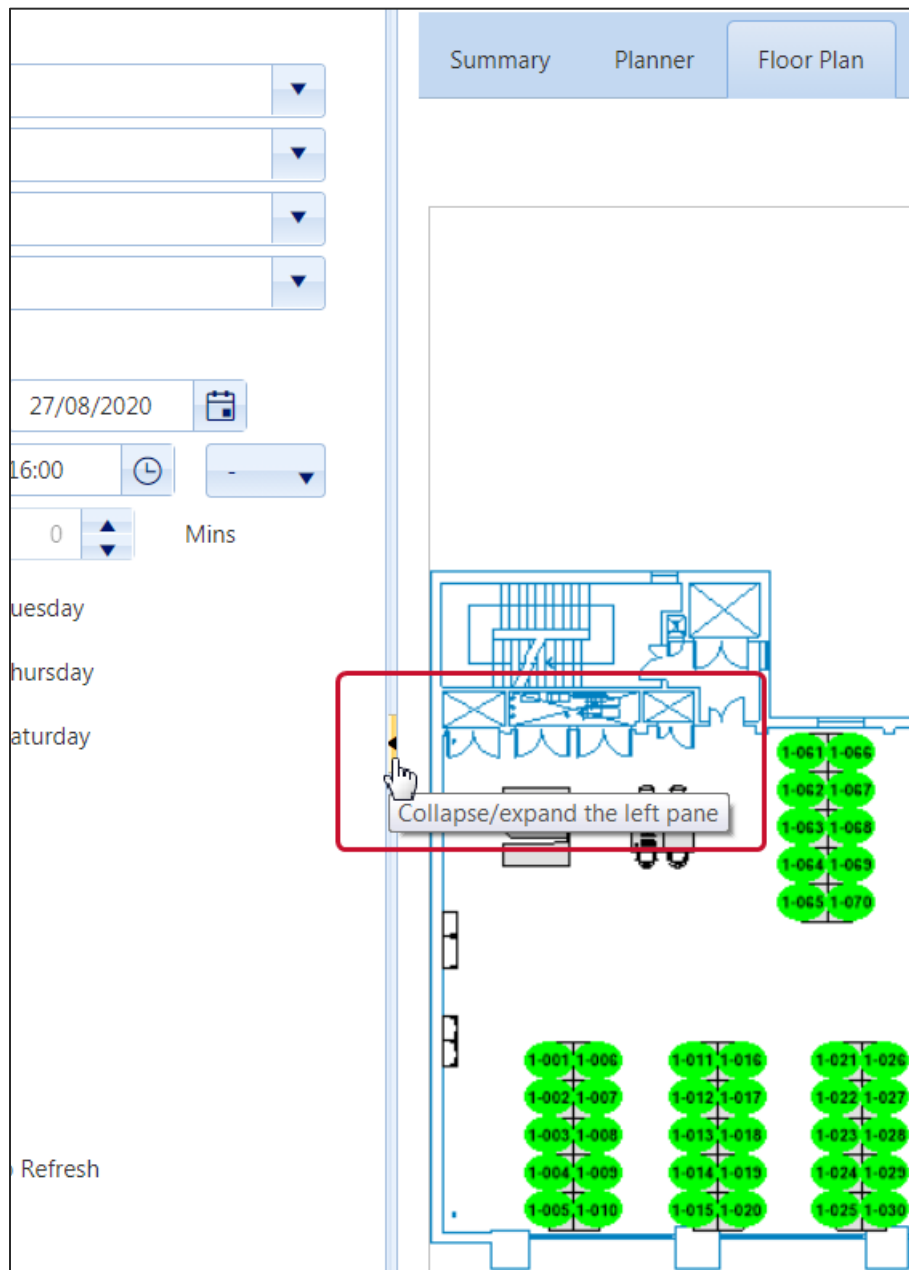 Summary Planner Floor Plan
27/08/2020
16:00 -
0 Mins
uesday
hursday
aturday
Collapse/expand the left pane
1-061 1-066
1-062 1-067
1-063 1-068
1-064 1-069
1-065 1-070
1-001 1-006 1-011 1-016 1-021 1-026
1-002 1-007 1-012 1-017 1-022 1-027
1-003 1-008 1-013 1-018 1-023 1-028
1-004 1-009 1-014 1-019 1-024 1-029
1-005 1-010 1-015 1-020 1-025 1-030
Refresh